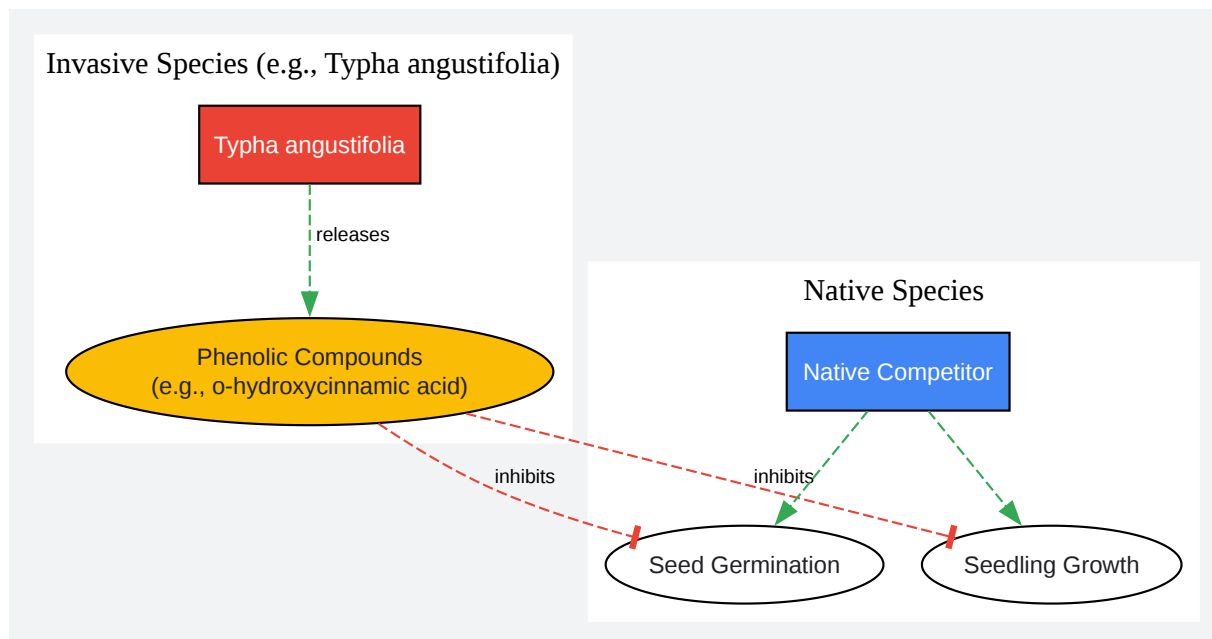 Invasive Species (e.g., Typha angustifolia)
Typha angustifolia
releases
Phenolic Compounds
(e.g., o-hydroxycinnamic acid)
Native Species
Native Competitor
inhibits
inhibits
Seed Germination
Seedling Growth